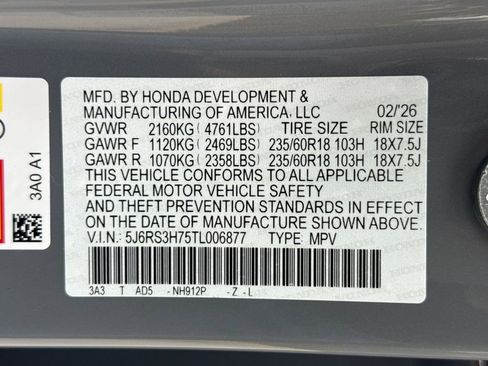 MFD. BY HONDA DEVELOPMENT &
MANUFACTURING OF AMERICA, LLC 02/'26
GVWR 2160KG(4761LBS) TIRE SIZE RIM SIZE
GAWR F 1120KG(2469LBS) 235/60R18 103H 18X7.5J
GAWR R 1070KG(2358LBS) 235/60R18 103H 18X7.5J
THIS VEHICLE CONFORMS TO ALL APPLICABLE
FEDERAL MOTOR VEHICLE SAFETY
AND THEFT PREVENTION STANDARDS IN EFFECT
ON THE DATE OF MANUFACTURE SHOWN ABOVE.
V.I.N.: 5J6RS3H75TL006877 TYPE: MPV
3A3 T AD5 - NH912P - Z - L
3A0 A1